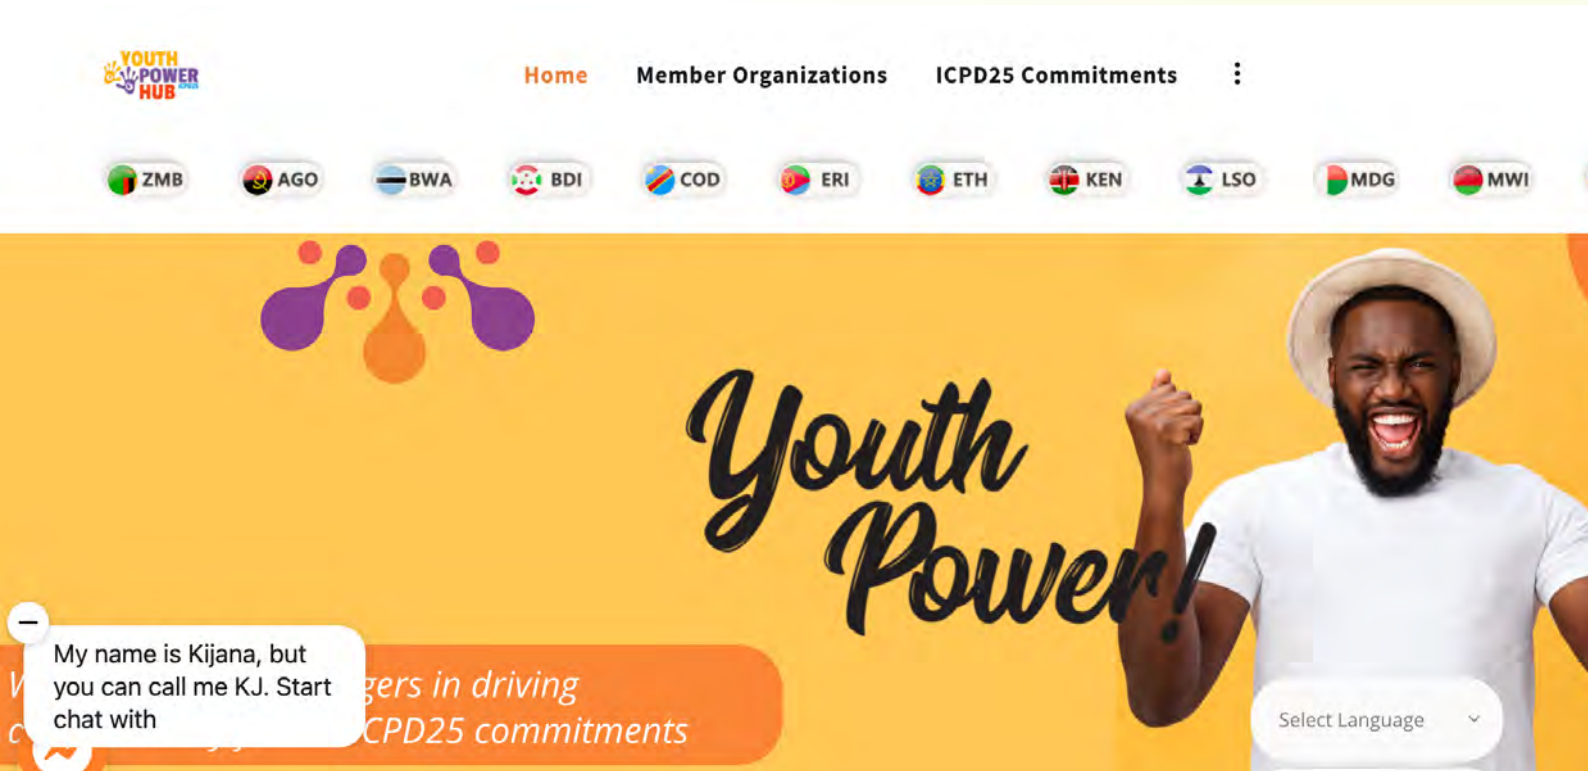 YOUTH
POWER
HUB
Home
Member Organizations
ICPD25 Commitments
ZMB
AGO
BWA
BDI
COD
ERI
ETH
KEN
LSO
MDG
MWI
Youth
Power!
My name is Kijana, but
you can call me KJ. Start
chat with
in driving
commitments
Select Language